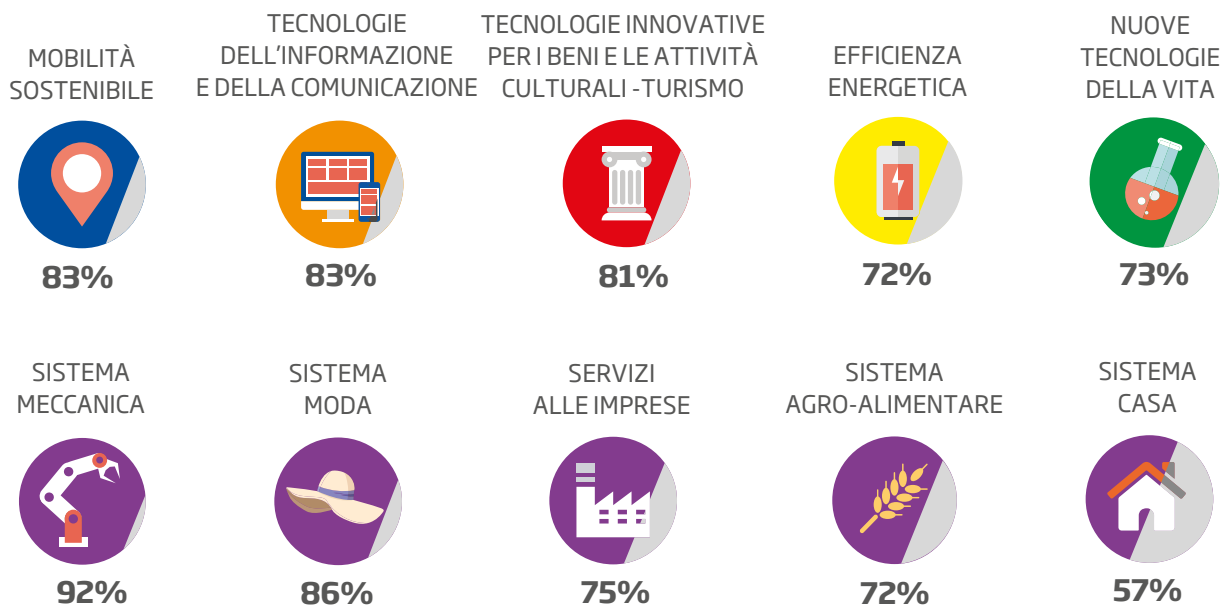 MOBILITÀ
SOSTENIBILE
83%
TECNOLOGIE
DELL'INFORMAZIONE
E DELLA COMUNICAZIONE
83%
TECNOLOGIE INNOVATIVE
PER I BENI E LE ATTIVITÀ
CULTURALI -TURISMO
81%
EFFICIENZA
ENERGETICA
72%
NUOVE
TECNOLOGIE
DELLA VITA
73%
SISTEMA
MECCANICA
92%
SISTEMA
MODA
86%
SERVIZI
ALLE IMPRESE
75%
SISTEMA
AGRO-ALIMENTARE
72%
SISTEMA
CASA
57%